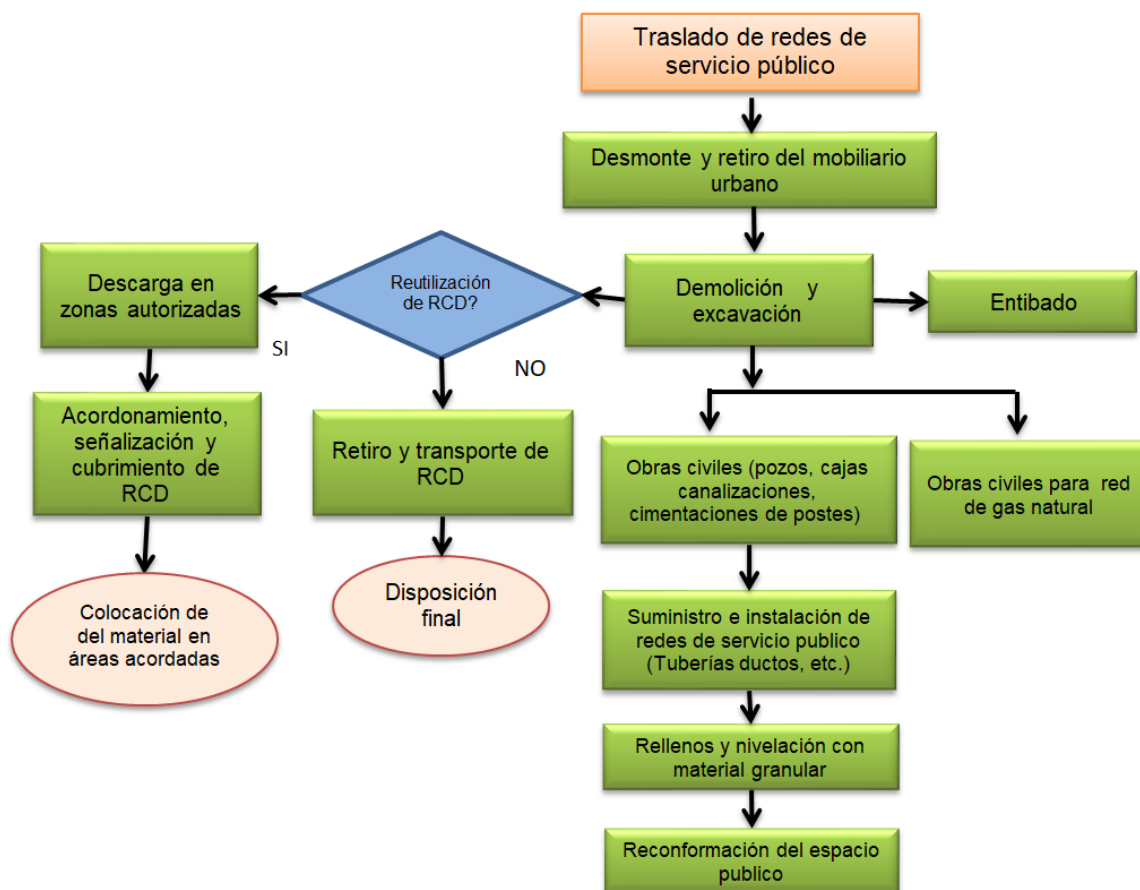 Traslado de redes de
servicio público
Desmonte y retiro del mobiliario
urbano
Descarga en
zonas autorizadas
Reutilización
de RCD?
Demolición y
excavación
Entibado
SI
NO
Acordonamiento,
señalización y
cubrimiento de
RCD
Retiro y transporte de
RCD
Obras civiles (pozos, cajas
canalizaciones,
cimentaciones de postes)
Obras civiles para red
de gas natural
Colocación de
del material en
áreas acordadas
Disposición
final
Suministro e instalación de
redes de servicio publico
(Tuberías ductos, etc.)
Rellenos y nivelación con
material granular
Reconformación del espacio
publico